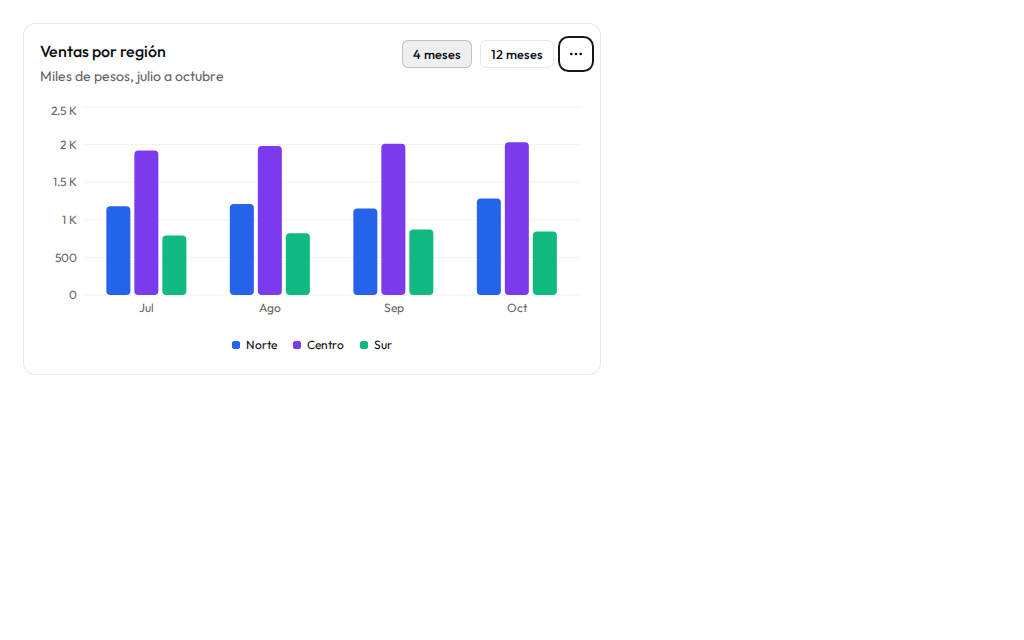 Ventas por región
Miles de pesos, julio a octubre
4 meses
12 meses
2.5 K
2 K
1.5 K
1 K
500
0
Jul
Ago
Sep
Oct
Norte
Centro
Sur